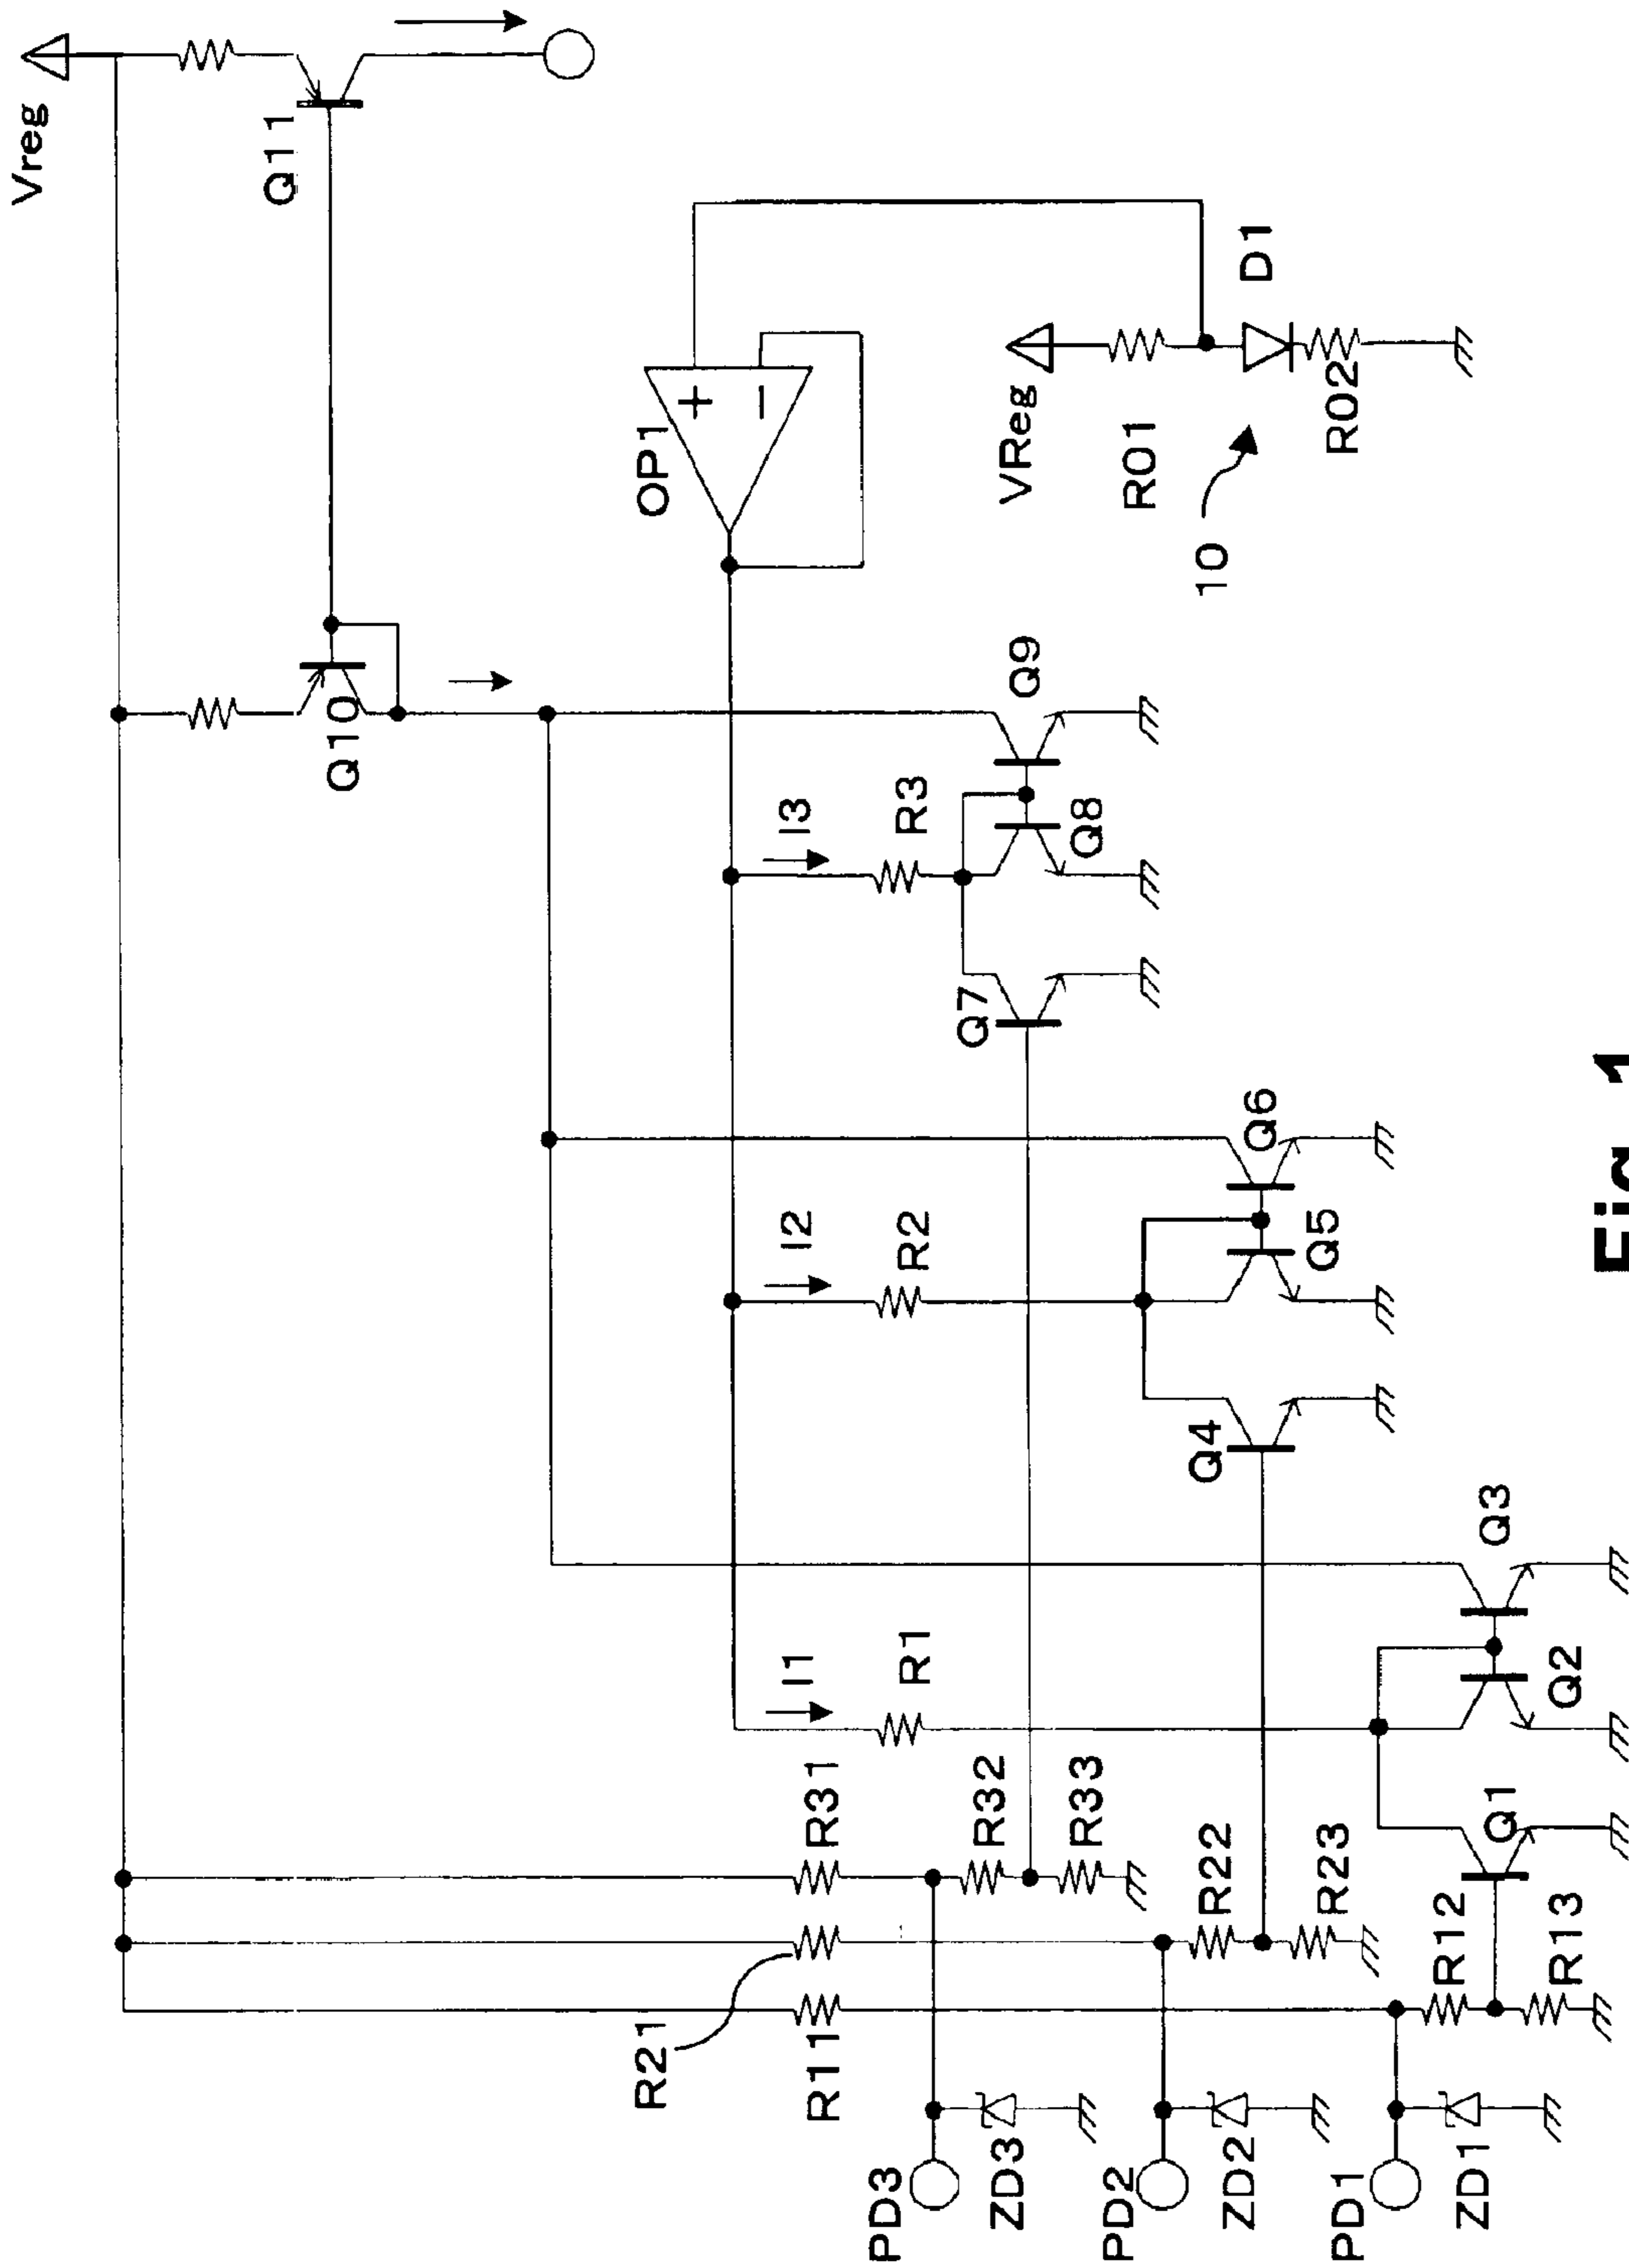 Vreg
Q11
Q10
OP1
VReg
R01
D1
10
R02
I3
R3
Q9
Q8
Q7
I2
R2
Q6
Q5
Q4
I1
R1
Q3
Q2
Q1
R31
R32
R33
R21
R22
R23
R11
R12
R13
PD3
ZD3
PD2
ZD2
PD1
ZD1
Fig. 1